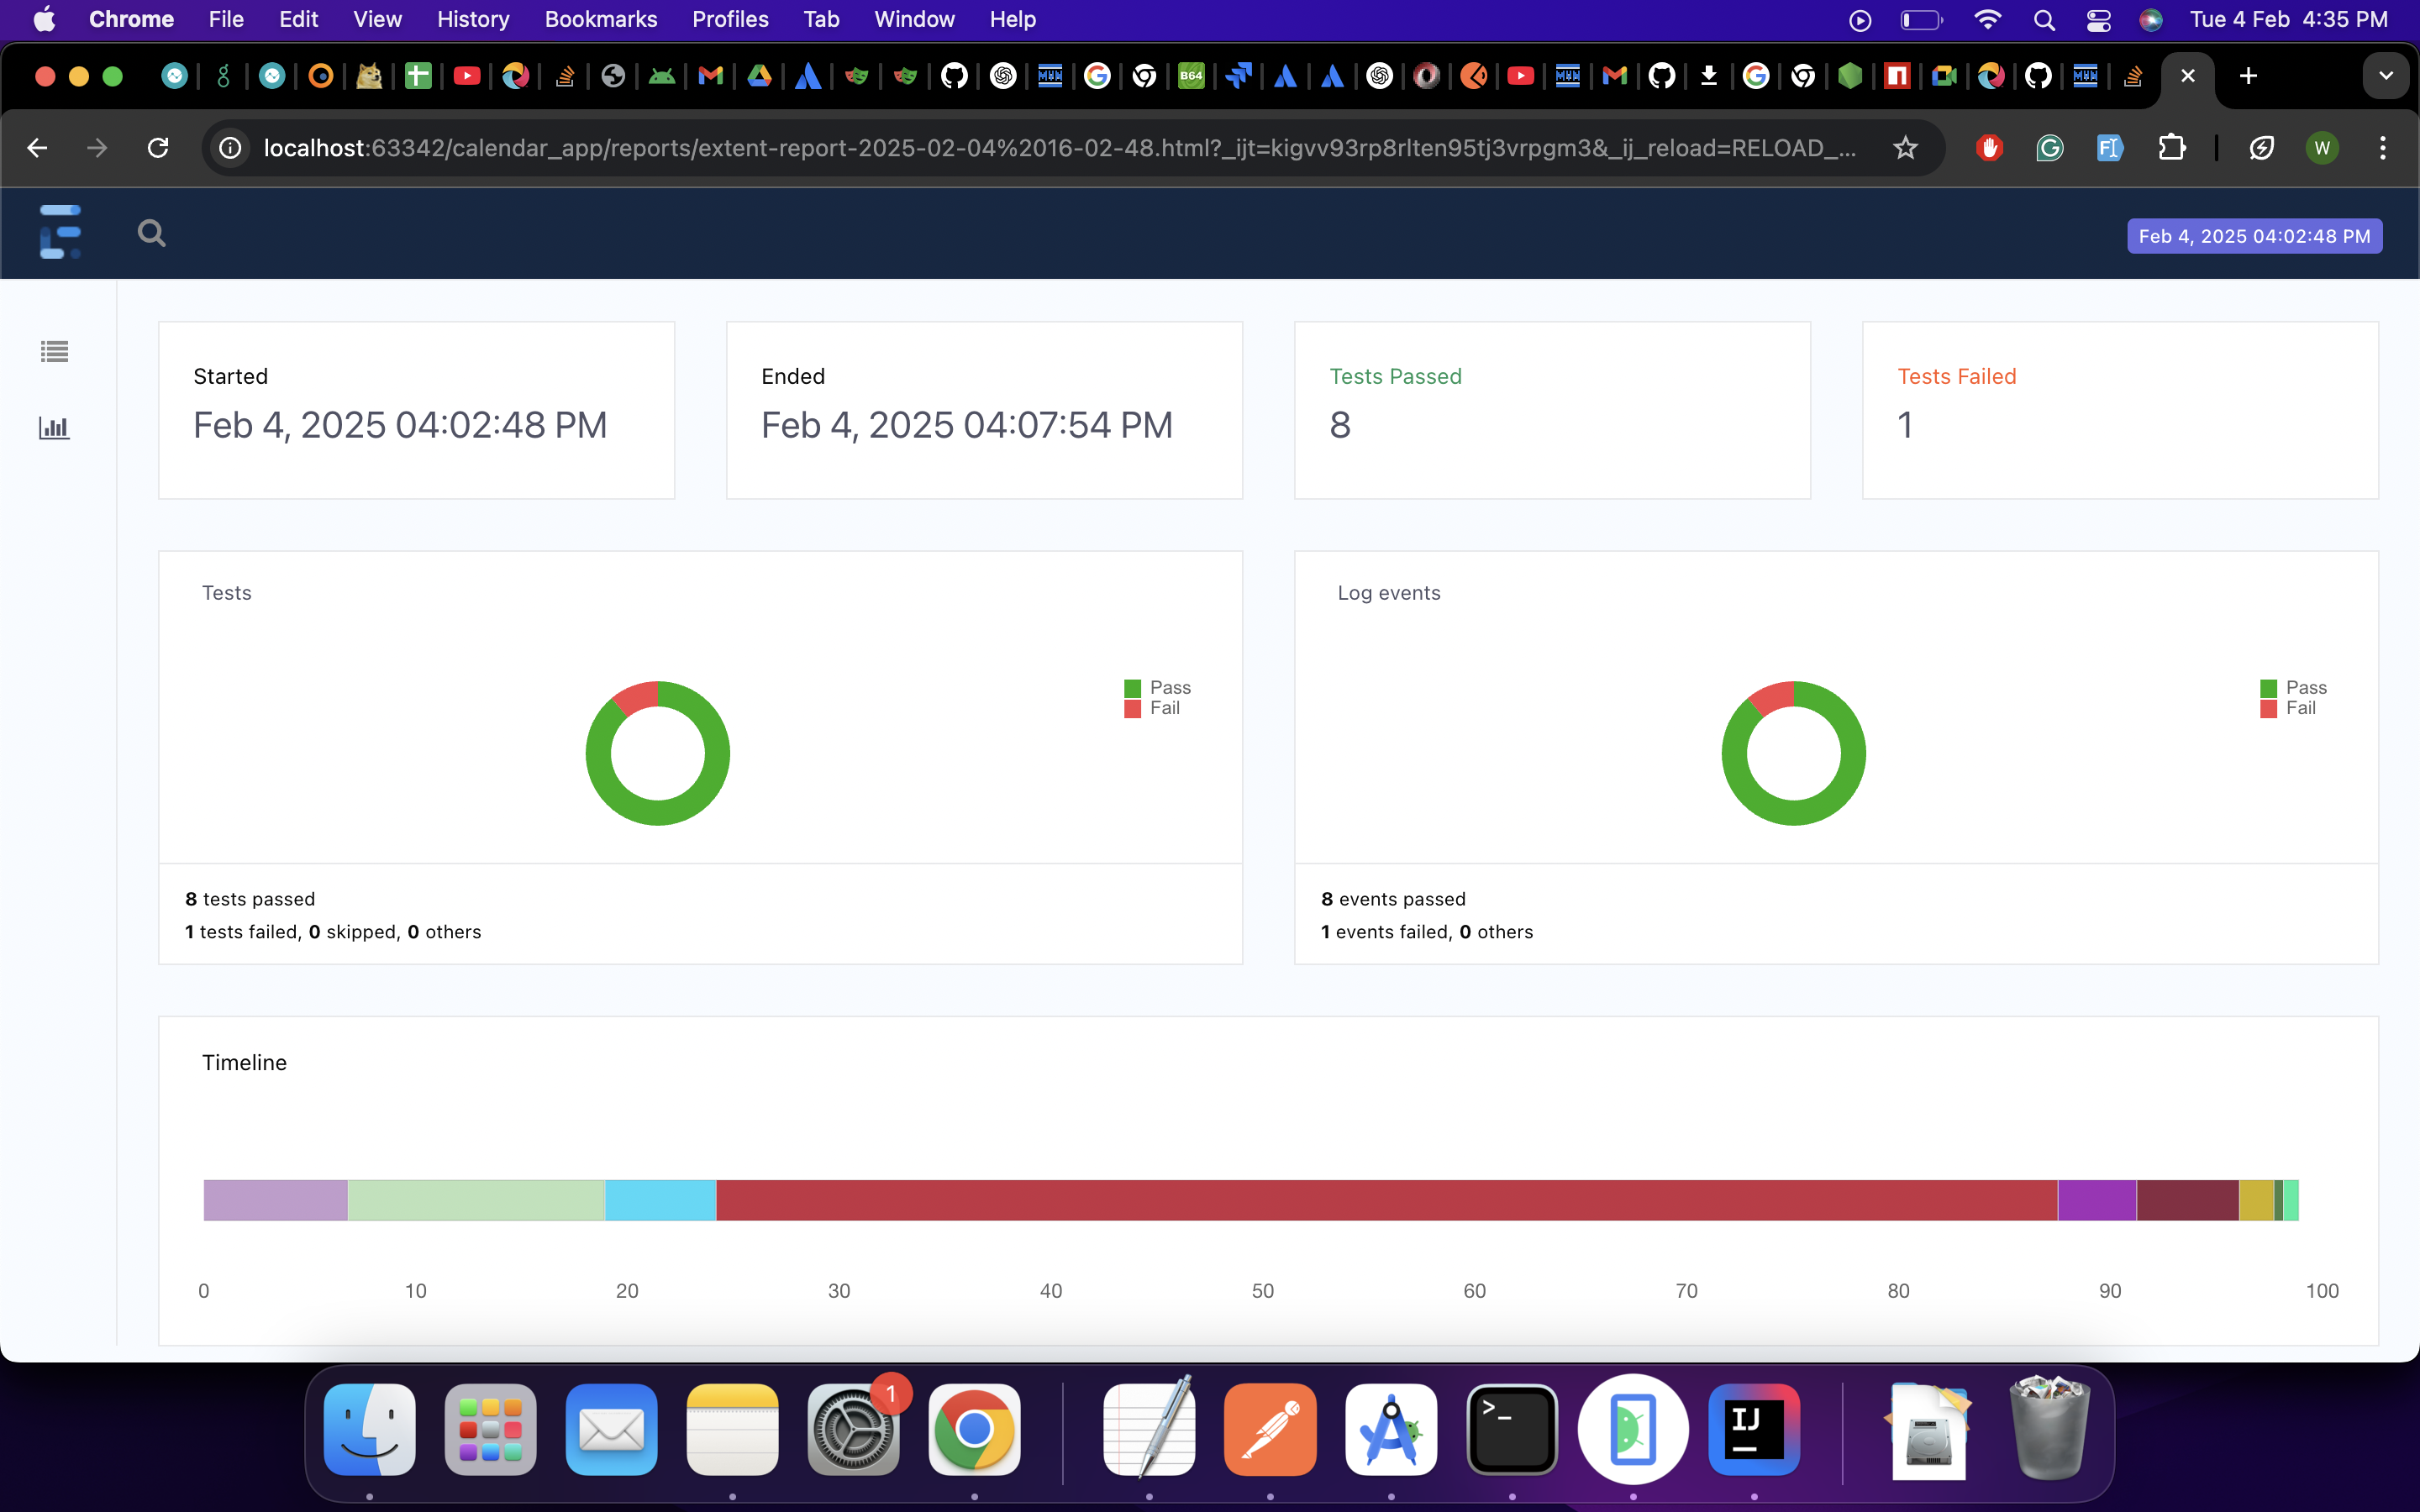 Chrome File Edit View History Bookmarks Profiles Tab Window Help Tue 4 Feb 4:35 PM
B64
localhost:63342/calendar_app/reports/extent-report-2025-02-04%2016-02-48.html?_ijt=kigvv93rp8rlten95tj3vrpgm3&_ij_reload=RELOAD_... W
Feb 4, 2025 04:02:48 PM
Started
Feb 4, 2025 04:02:48 PM
Ended
Feb 4, 2025 04:07:54 PM
Tests Passed
8
Tests Failed
1
Tests
Pass
Fail
8 tests passed
1 tests failed, 0 skipped, 0 others
Log events
Pass
Fail
8 events passed
1 events failed, 0 others
Timeline
0 10 20 30 40 50 60 70 80 90 100
1
>_
IJ